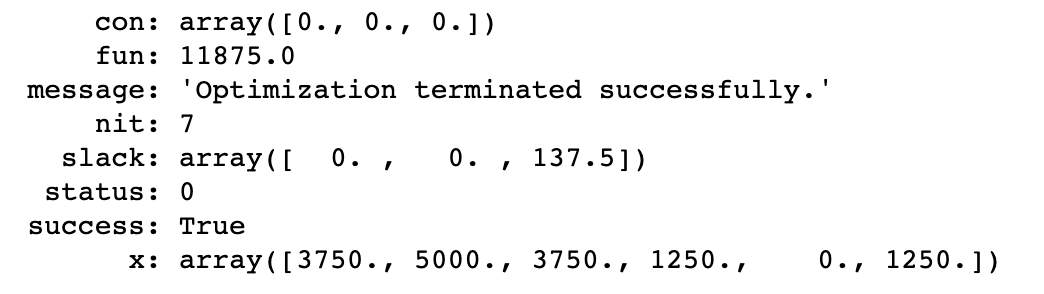 con: array([0., 0., 0.])
fun: 11875.0
message: 'Optimization terminated successfully.'
nit: 7
slack: array([  0. ,   0. , 137.5])
status: 0
success: True
x: array([3750., 5000., 3750., 1250.,    0., 1250.])